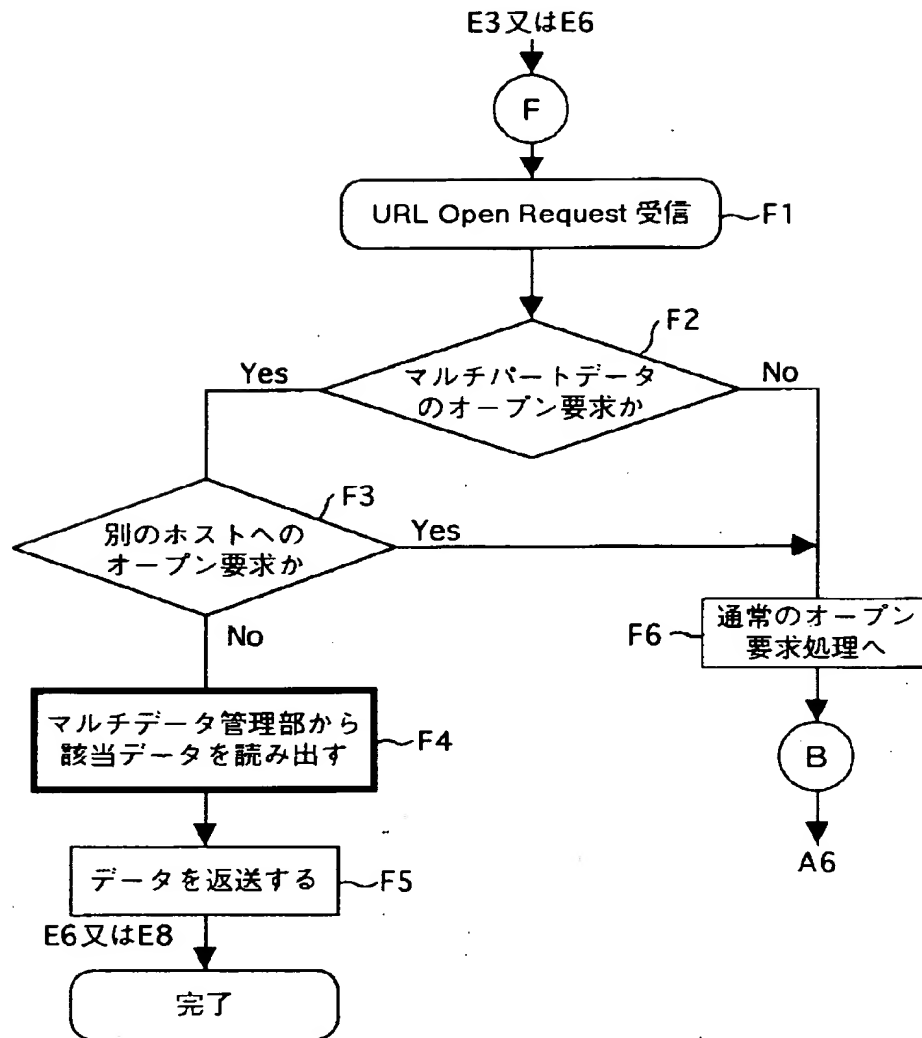 E3又はE6
F
URL Open Request 受信
F1
F2
マルチパートデータ
のオープン要求か
Yes
No
F3
別のホストへの
オープン要求か
Yes
No
F6
通常のオープン
要求処理へ
マルチデータ管理部から
該当データを読み出す
F4
B
A6
データを返送する
F5
E6又はE8
完了